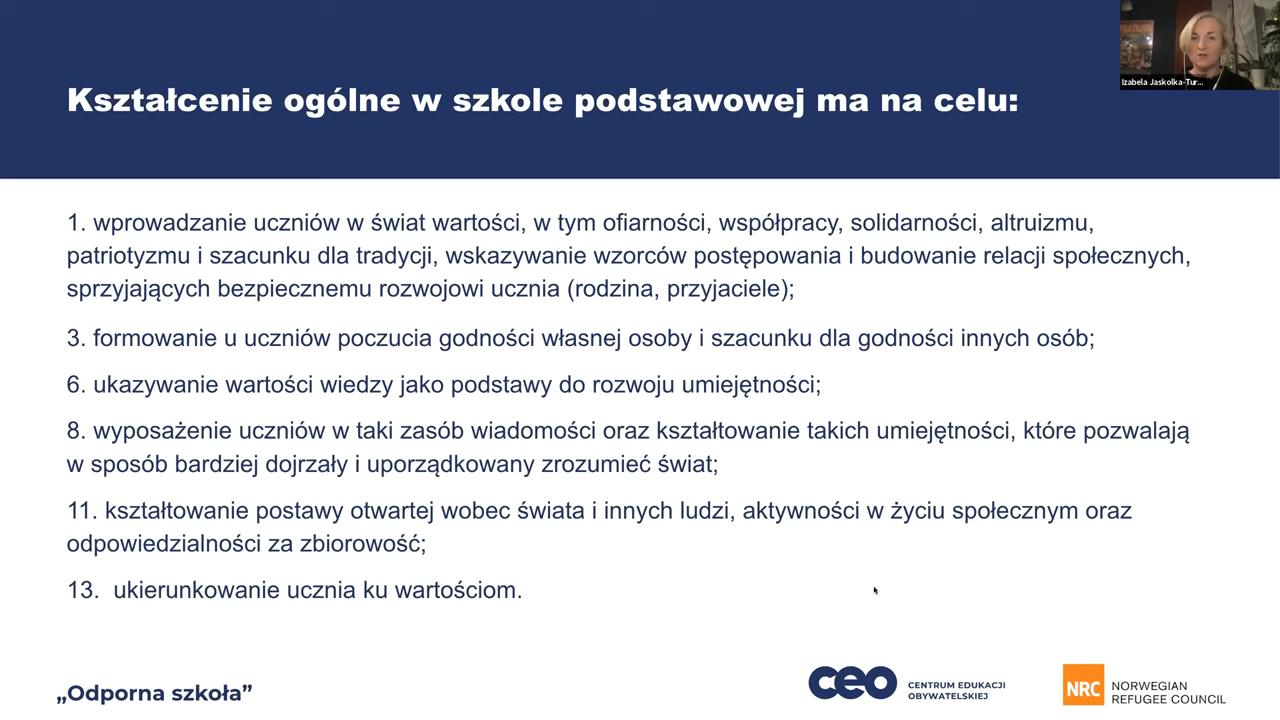 Izabela Jaskolka-Tur...
Kształcenie ogólne w szkole podstawowej ma na celu:
1. wprowadzanie uczniów w świat wartości, w tym ofiarności, współpracy, solidarności, altruizmu,
patriotyzmu i szacunku dla tradycji, wskazywanie wzorców postępowania i budowanie relacji społecznych,
sprzyjających bezpiecznemu rozwojowi ucznia (rodzina, przyjaciele);
3. formowanie u uczniów poczucia godności własnej osoby i szacunku dla godności innych osób;
6. ukazywanie wartości wiedzy jako podstawy do rozwoju umiejętności;
8. wyposażenie uczniów w taki zasób wiadomości oraz kształtowanie takich umiejętności, które pozwalają
w sposób bardziej dojrzały i uporządkowany zrozumieć świat;
11. kształtowanie postawy otwartej wobec świata i innych ludzi, aktywności w życiu społecznym oraz
odpowiedzialności za zbiorowość;
13. ukierunkowanie ucznia ku wartościom.
„Odporna szkoła”
ceo
CENTRUM EDUKACJI
OBYWATELSKIEJ
NRC
NORWEGIAN
REFUGEE COUNCIL